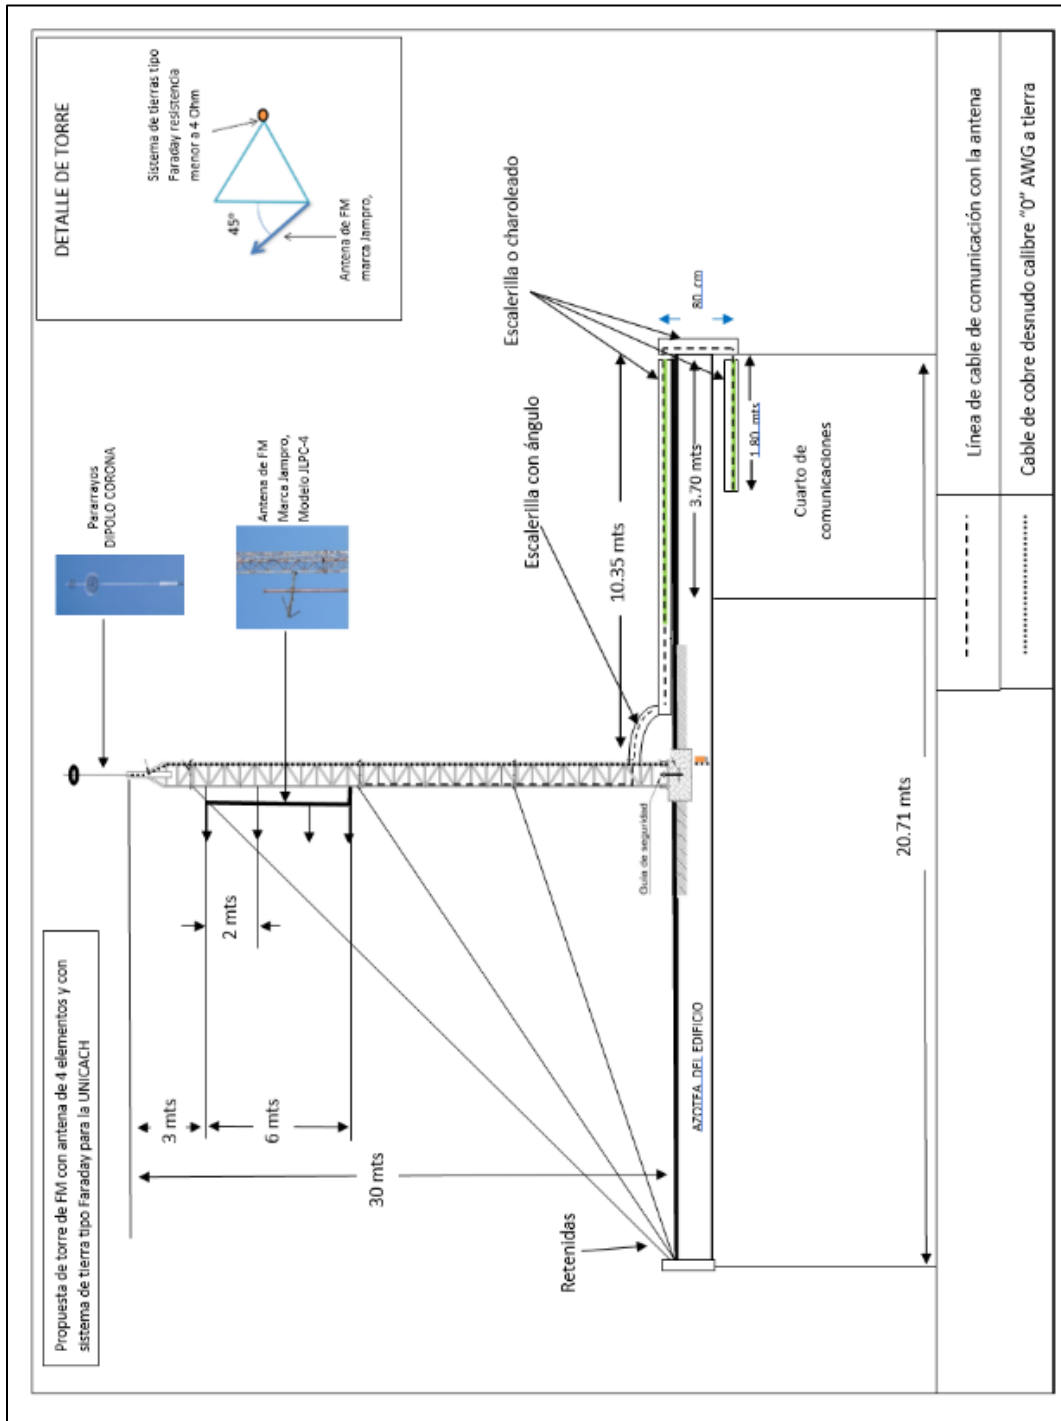 Propuesta de torre de FM con antena de 4 elementos y con
sistema de tierra tipo Faraday para la UNICACH
Pararrayos
DIPOLO CORONA
Antena de FM
Marca Jampro,
Modelo JLPC-4
DETALLE DE TORRE
Sistema de tierras tipo
Faraday resistencia
menor a 4 Ohm
45º
Antena de FM
marca Jampro,
3 mts
6 mts
2 mts
30 mts
Retenidas
Guía de seguridad
Escalerilla con ángulo
Escalerilla o charoleado
10.35 mts
80 cm
3.70 mts
1.80 mts
AZOTEA DEL EDIFICIO
Cuarto de
comunicaciones
20.71 mts
Línea de cable de comunicación con la antena
Cable de cobre desnudo calibre "0" AWG a tierra